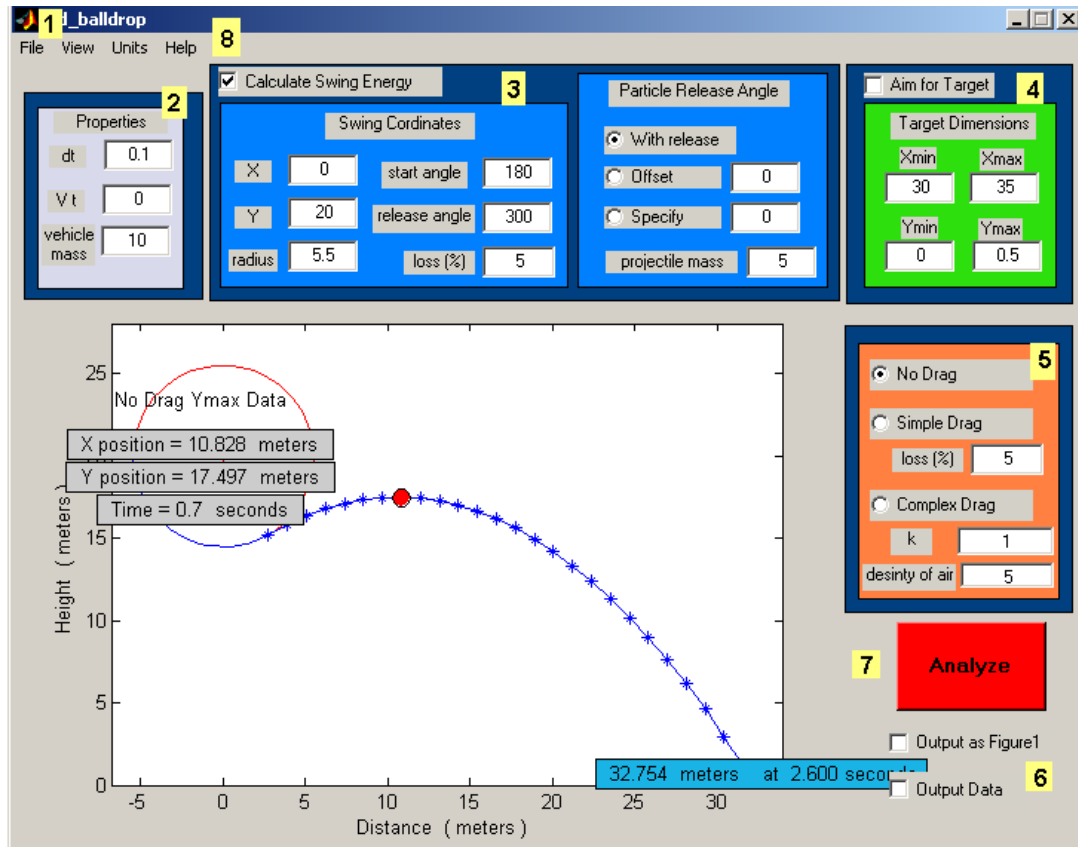 1
d_balldrop
File View Units Help
8
2
Properties
dt 0.1
V t 0
vehicle mass 10
Calculate Swing Energy
3
Swing Cordinates
X 0 start angle 180
Y 20 release angle 300
radius 5.5 loss (%) 5
Particle Release Angle
With release
Offset 0
Specify 0
projectile mass 5
Aim for Target
4
Target Dimensions
Xmin Xmax
30 35
Ymin Ymax
0 0.5
5
No Drag
Simple Drag
loss (%) 5
Complex Drag
k 1
desinty of air 5
7
Analyze
Output as Figure1
6
Output Data
No Drag Ymax Data
X position = 10.828 meters
Y position = 17.497 meters
Time = 0.7 seconds
Height ( meters )
25
15
10
5
0
32.754 meters at 2.600 seconds
-5 0 5 10 15 20 25 30
Distance ( meters )